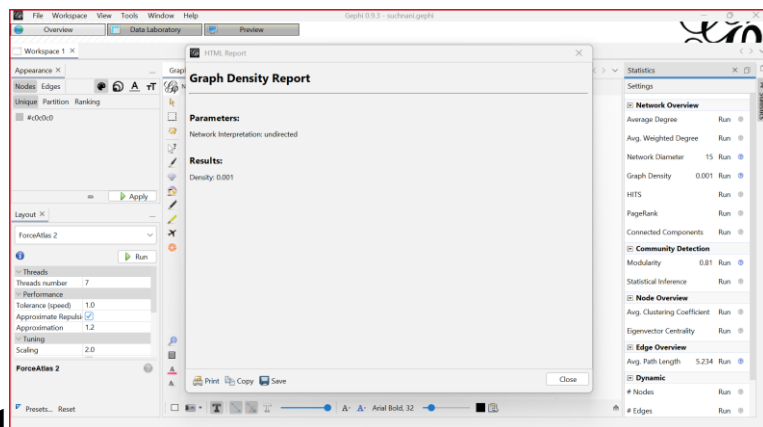 File Workspace View Tools Window Help
Gephi 0.9.3 - suchnani.gephi
Overview
Data Laboratory
Preview
Workspace 1
Appearance
Nodes Edges
Unique Partition Ranking
#c0c0c0
Apply
Layout
ForceAtlas 2
Run
Threads
Threads number 7
Performance
Tolerance (speed) 1.0
Approximate Repulsi
Approximation 1.2
Tuning
Scaling 2.0
ForceAtlas 2
Presets... Reset
HTML Report
Graph Density Report
Parameters:
Network Interpretation: undirected
Results:
Density: 0.001
Print Copy Save
Close
Arial Bold, 32
Statistics
Settings
Network Overview
Average Degree Run
Avg. Weighted Degree Run
Network Diameter 15 Run
Graph Density 0.001 Run
HITS Run
PageRank Run
Connected Components Run
Community Detection
Modularity 0.81 Run
Statistical Inference Run
Node Overview
Avg. Clustering Coefficient Run
Eigenvector Centrality Run
Edge Overview
Avg. Path Length 5.234 Run
Dynamic
# Nodes Run
# Edges Run